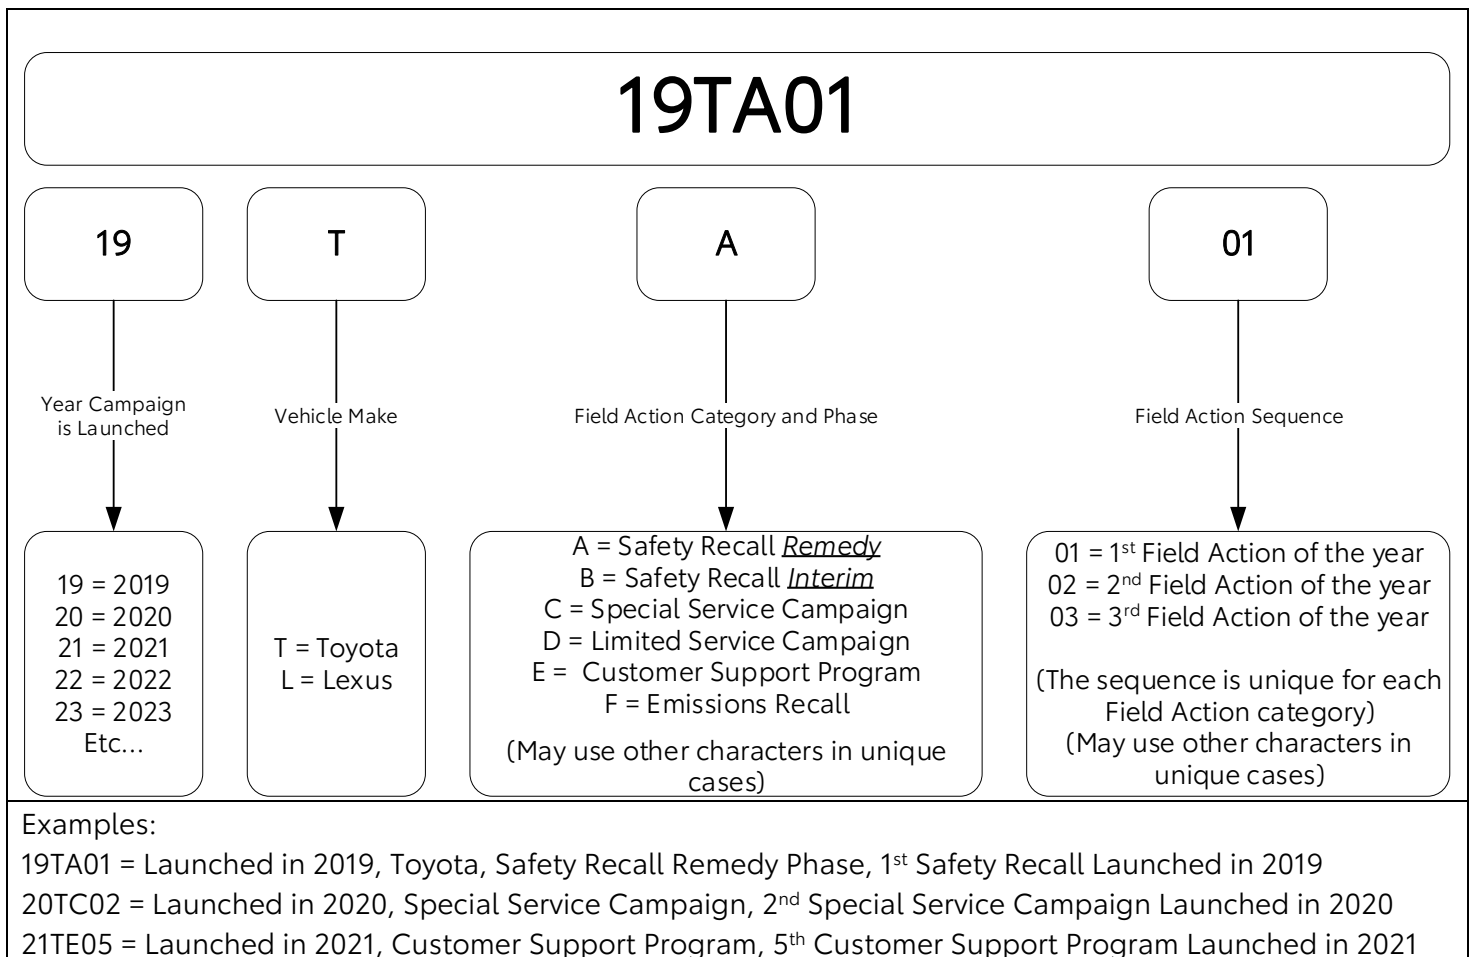 19TA01
19
T
A
01
Year Campaign
is Launched
Vehicle Make
Field Action Category and Phase
Field Action Sequence
19 = 2019
20 = 2020
21 = 2021
22 = 2022
23 = 2023
Etc...
T = Toyota
L = Lexus
A = Safety Recall Remedy
B = Safety Recall Interim
C = Special Service Campaign
D = Limited Service Campaign
E =  Customer Support Program
F = Emissions Recall
(May use other characters in unique
cases)
01 = 1st Field Action of the year
02 = 2nd Field Action of the year
03 = 3rd Field Action of the year
(The sequence is unique for each
Field Action category)
(May use other characters in
unique cases)
Examples:
19TA01 = Launched in 2019, Toyota, Safety Recall Remedy Phase, 1st Safety Recall Launched in 2019
20TC02 = Launched in 2020, Special Service Campaign, 2nd Special Service Campaign Launched in 2020
21TE05 = Launched in 2021, Customer Support Program, 5th Customer Support Program Launched in 2021